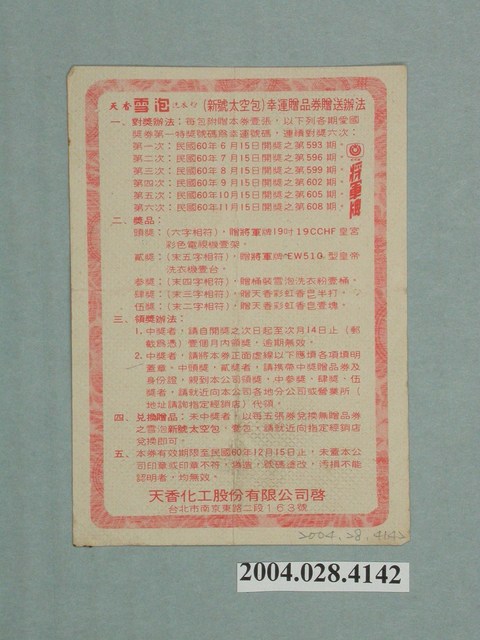 天香 雪泡 洗衣粉 (新號太空包) 幸運贈品券贈送辦法
一、對獎辦法：每包附贈本券壹張，以下列各期愛國
獎券第一特獎號碼為幸運號碼，連續對獎六次：
第一次：民國60年6月15日開獎之第593期。
第二次：民國60年7月15日開獎之第596期。
第三次：民國60年8月15日開獎之第599期。
第四次：民國60年9月15日開獎之第602期。
第五次：民國60年10月15日開獎之第605期。
第六次：民國60年11月15日開獎之第608期。
將軍牌
二、獎品：
頭獎：(六字相符)，贈將軍牌19吋19CCHF皇宮
彩色電視機壹架。
貳獎：(末五字相符)，贈將軍牌EW510型皇帝
洗衣機壹台。
參獎：(末四字相符)，贈桶裝雪泡洗衣粉壹桶。
肆獎：(末三字相符)，贈天香彩虹香皂半打。
伍獎：(末二字相符)，贈天香彩虹香皂壹塊。
三、領獎辦法：
1.中獎者，請自開獎之次日起至次月14日止(郵
戳為憑)壹個月內領獎，逾期無效。
2.中獎者，請將本券正面虛線以下應填各項填明
蓋章，中頭獎、貳獎者，請携帶中獎贈品券及
身份證，親到本公司領獎，中參獎、肆獎、伍
獎者，請就近向本公司各地分公司或營業所(
地址請詢指定經銷店)代領。
四、兌換贈品：未中獎者，以每五張券兌換無贈品券
之雪泡新號太空包，壹包，請就近向指定經銷店
兌換即可。
五、本券有效期限至民國60年12月15日止，未蓋本公
司印章或印章不符，偽造，號碼塗改，汚損不能
認明者，均無效。
天香化工股份有限公司啓
台北市南京東路二段163號
2004.28.4142
2004.028.4142